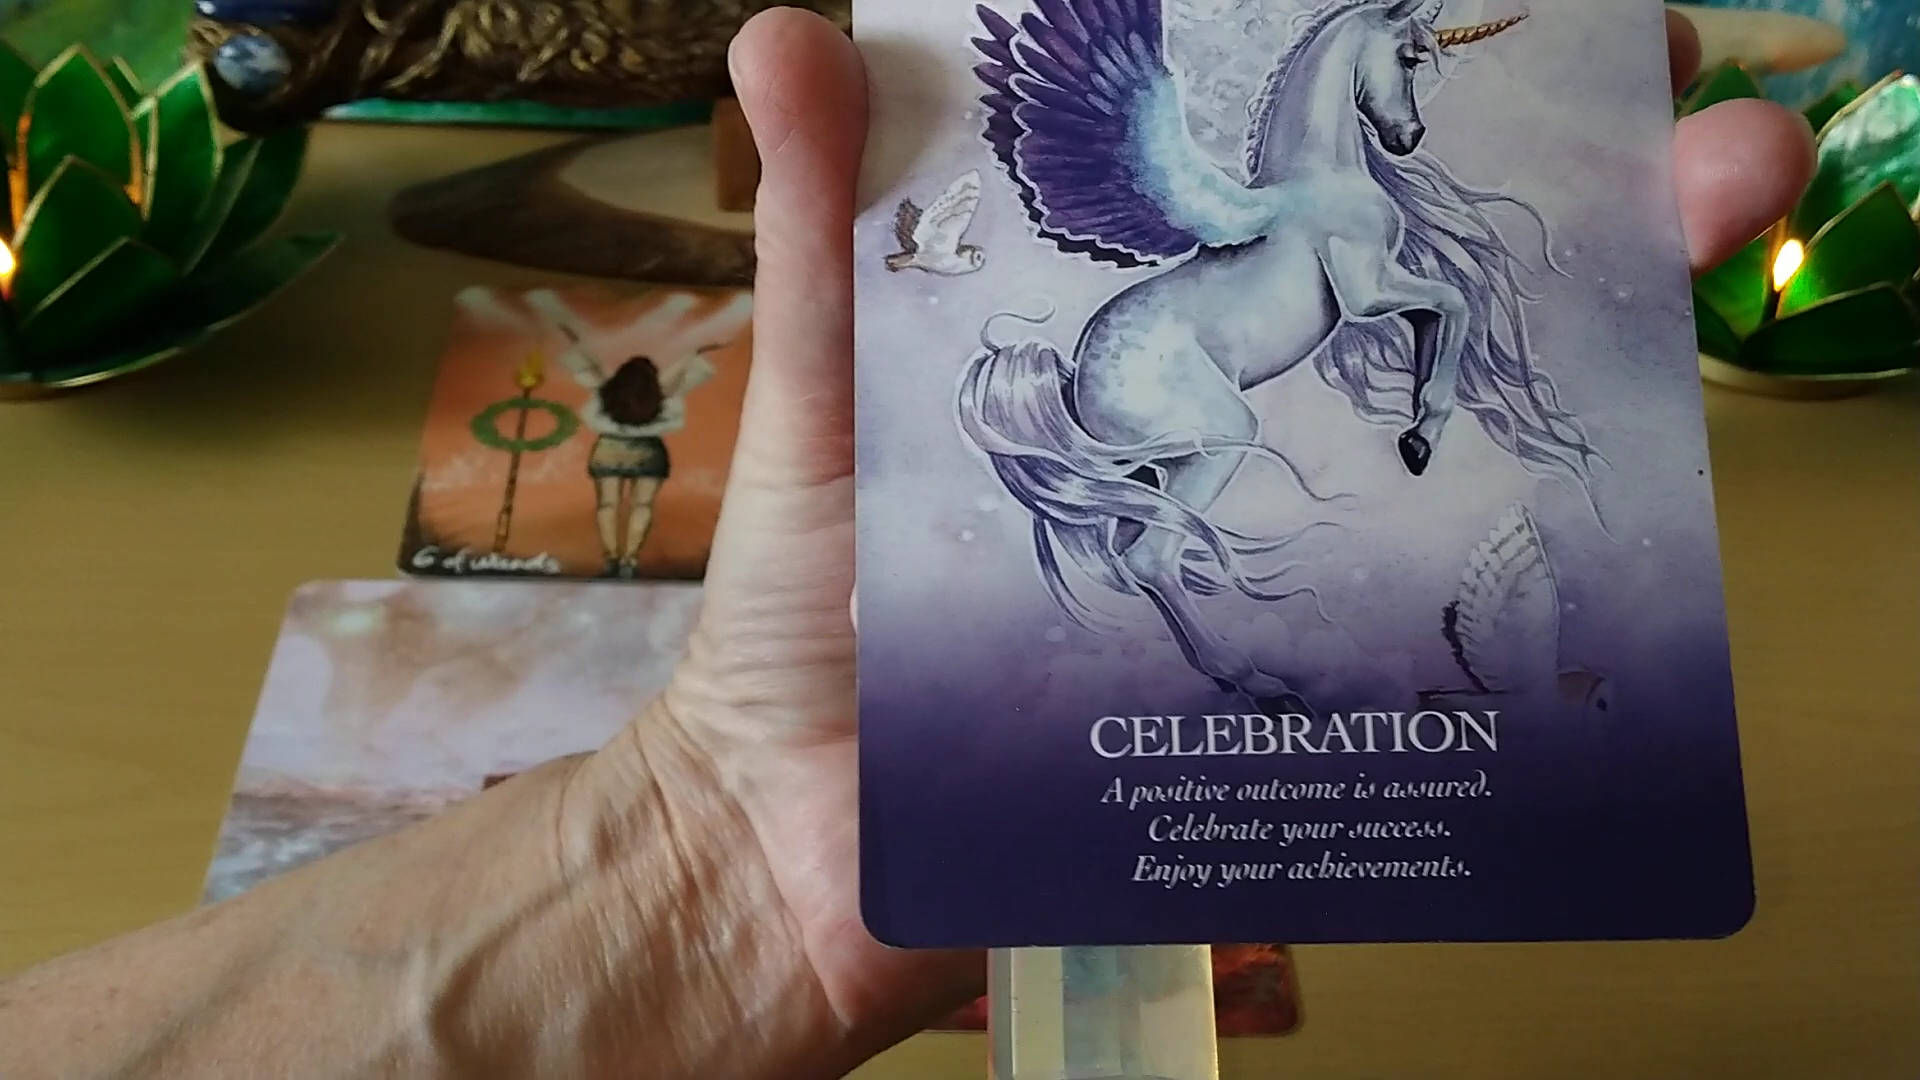 6 of wands
CELEBRATION
A positive outcome is assured.
Celebrate your success.
Enjoy your achievements.